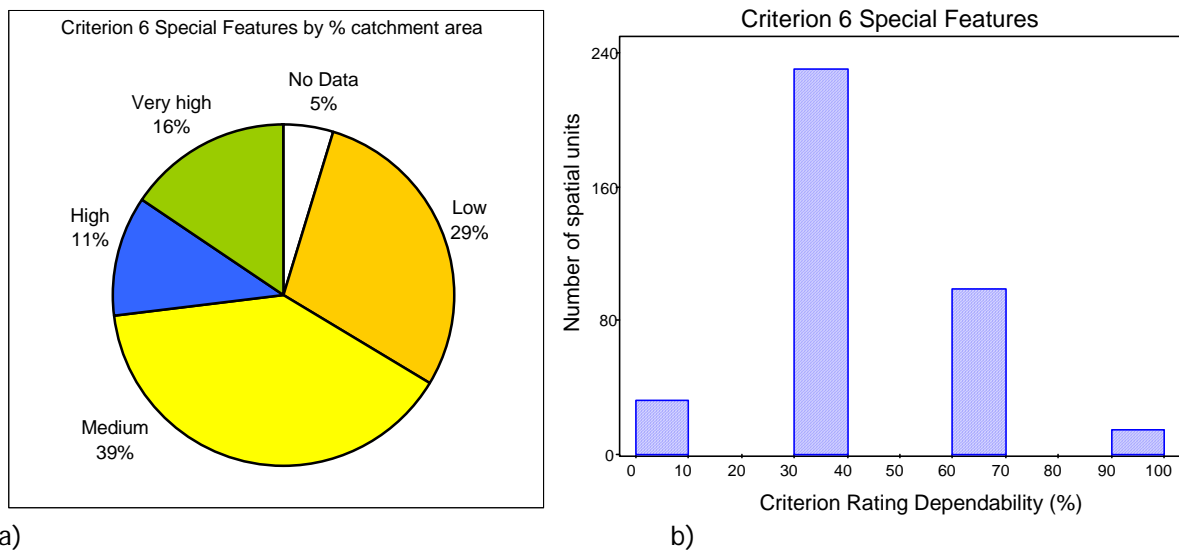 Criterion 6 Special Features by % catchment area
No Data
5%
Very high
16%
High
11%
Low
29%
Medium
39%
a)
Criterion 6 Special Features
Number of spatial units
240
160
80
0
0 10 20 30 40 50 60 70 80 90 100
Criterion Rating Dependability (%)
b)